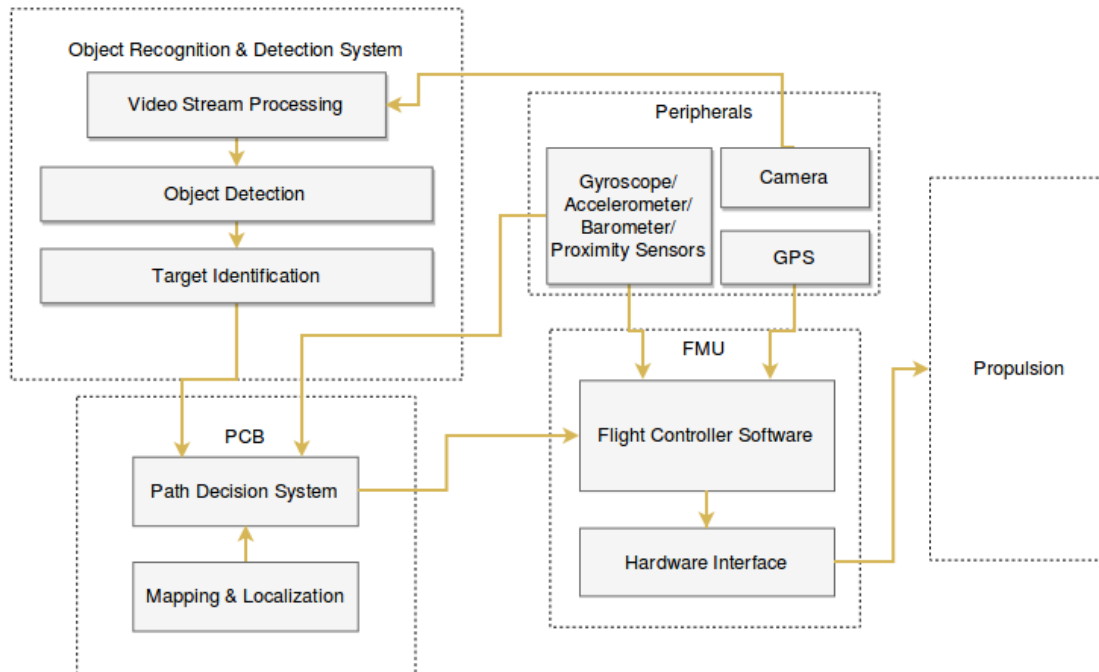 Object Recognition & Detection System
Video Stream Processing
Object Detection
Target Identification
Peripherals
Gyroscope/
Accelerometer/
Barometer/
Proximity Sensors
Camera
GPS
PCB
Path Decision System
Mapping & Localization
FMU
Flight Controller Software
Hardware Interface
Propulsion